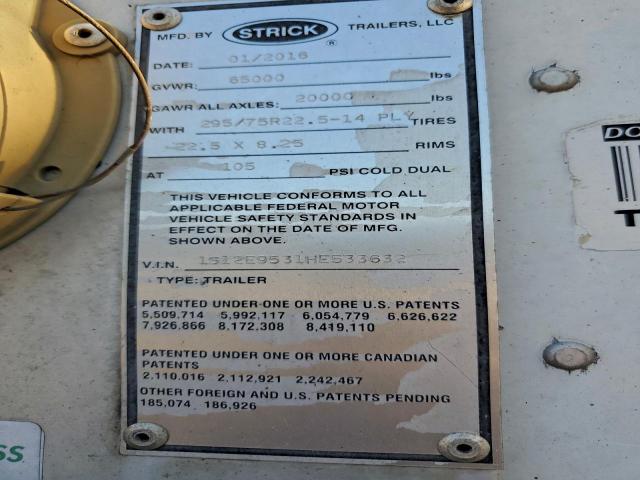 MFD. BY STRICK ® TRAILERS, LLC
DATE: 01/2016
GVWR: 65000 lbs
GAWR ALL AXLES: 20000 lbs
WITH 295/75R22.5-14 PLY TIRES
22.5 X 8.25 RIMS
AT 105 PSI COLD, DUAL
THIS VEHICLE CONFORMS TO ALL
APPLICABLE FEDERAL MOTOR
VEHICLE SAFETY STANDARDS IN
EFFECT ON THE DATE OF MFG.
SHOWN ABOVE.
V.I.N. 1S12E9531HE533632
TYPE: TRAILER
PATENTED UNDER ONE OR MORE U.S. PATENTS
5,509,714 5,992,117 6,054,779 6,626,622
7,926,866 8,172,308 8,419,110
PATENTED UNDER ONE OR MORE CANADIAN
PATENTS
2,110,016 2,112,921 2,242,467
OTHER FOREIGN AND U.S. PATENTS PENDING
185,074 186,926
DO
T
SS